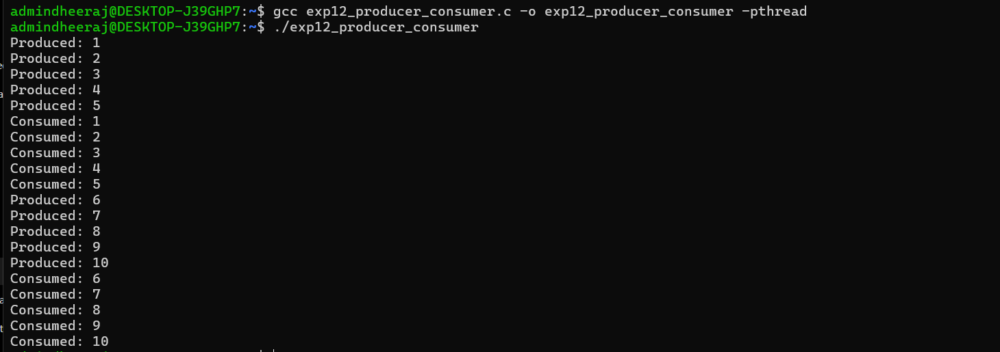 admindheeraj@DESKTOP-J39GHP7:~$ gcc exp12_producer_consumer.c -o exp12_producer_consumer -pthread
admindheeraj@DESKTOP-J39GHP7:~$ ./exp12_producer_consumer
Produced: 1
Produced: 2
Produced: 3
Produced: 4
Produced: 5
Consumed: 1
Consumed: 2
Consumed: 3
Consumed: 4
Consumed: 5
Produced: 6
Produced: 7
Produced: 8
Produced: 9
Produced: 10
Consumed: 6
Consumed: 7
Consumed: 8
Consumed: 9
Consumed: 10